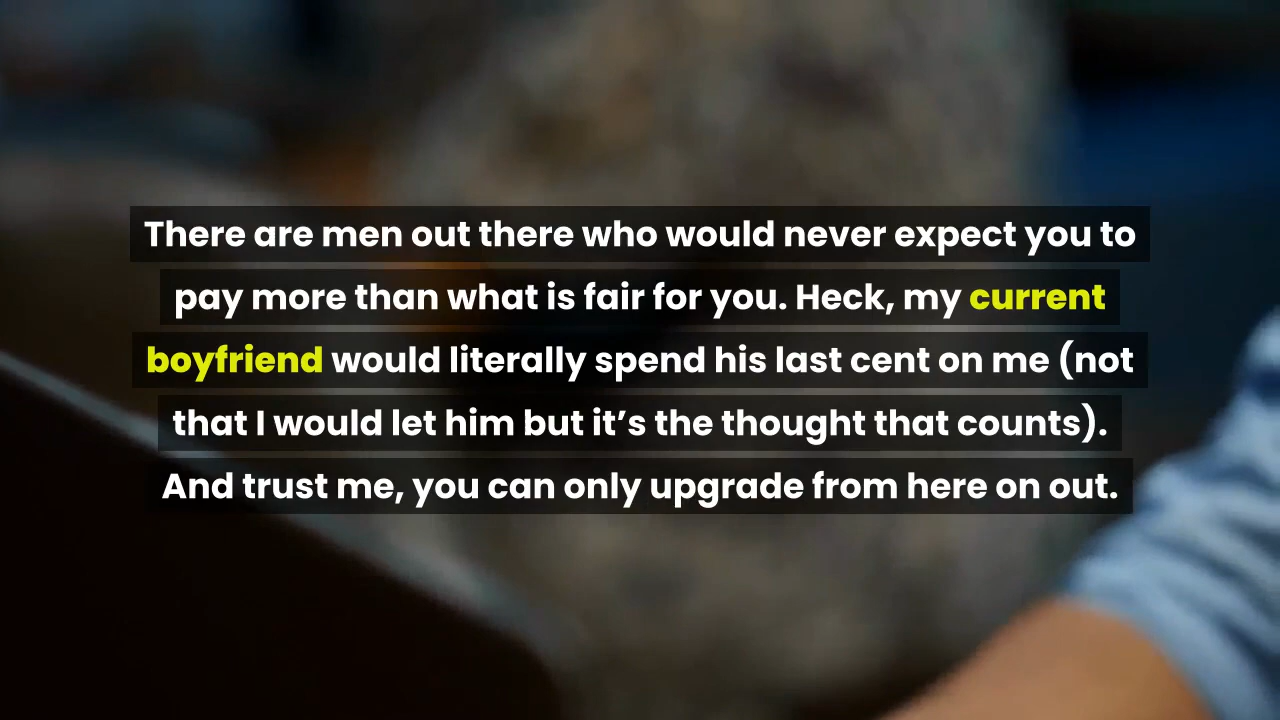 There are men out there who would never expect you to
pay more than what is fair for you. Heck, my current
boyfriend would literally spend his last cent on me (not
that I would let him but it’s the thought that counts).
And trust me, you can only upgrade from here on out.